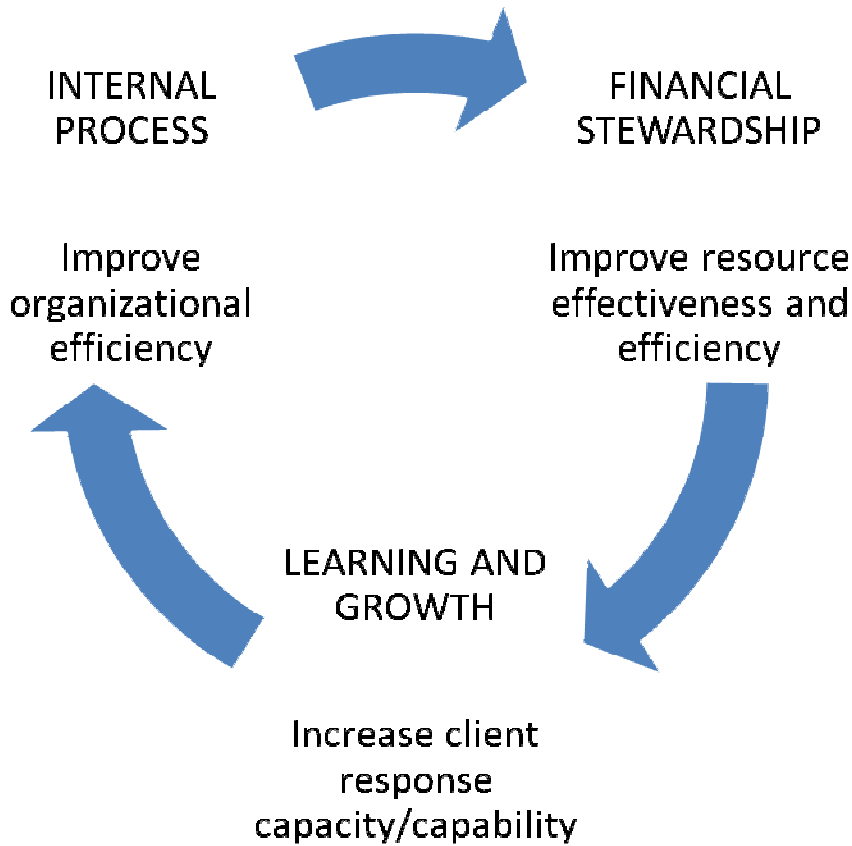 INTERNAL
PROCESS
Improve
organizational
efficiency
FINANCIAL
STEWARDSHIP
Improve resource
effectiveness and
efficiency
LEARNING AND
GROWTH
Increase client
response
capacity/capability